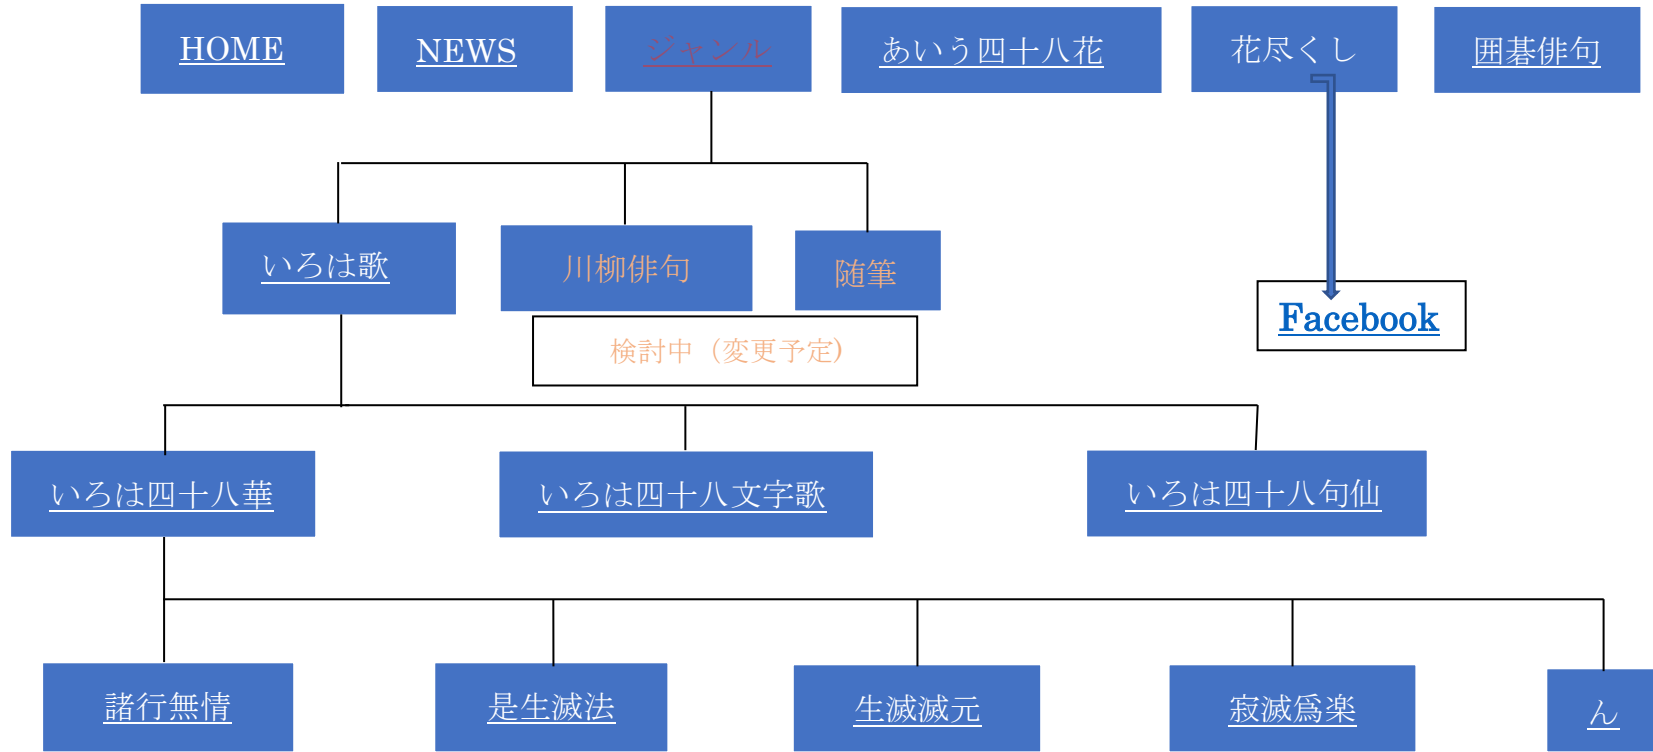 HOME
NEWS
ジャンル
あいう四十八花
花尽くし
囲碁俳句
いろは歌
川柳俳句
随筆
Facebook
検討中（変更予定）
いろは四十八華
いろは四十八文字歌
いろは四十八句仙
諸行無情
是生滅法
生滅滅元
寂滅爲楽
ん